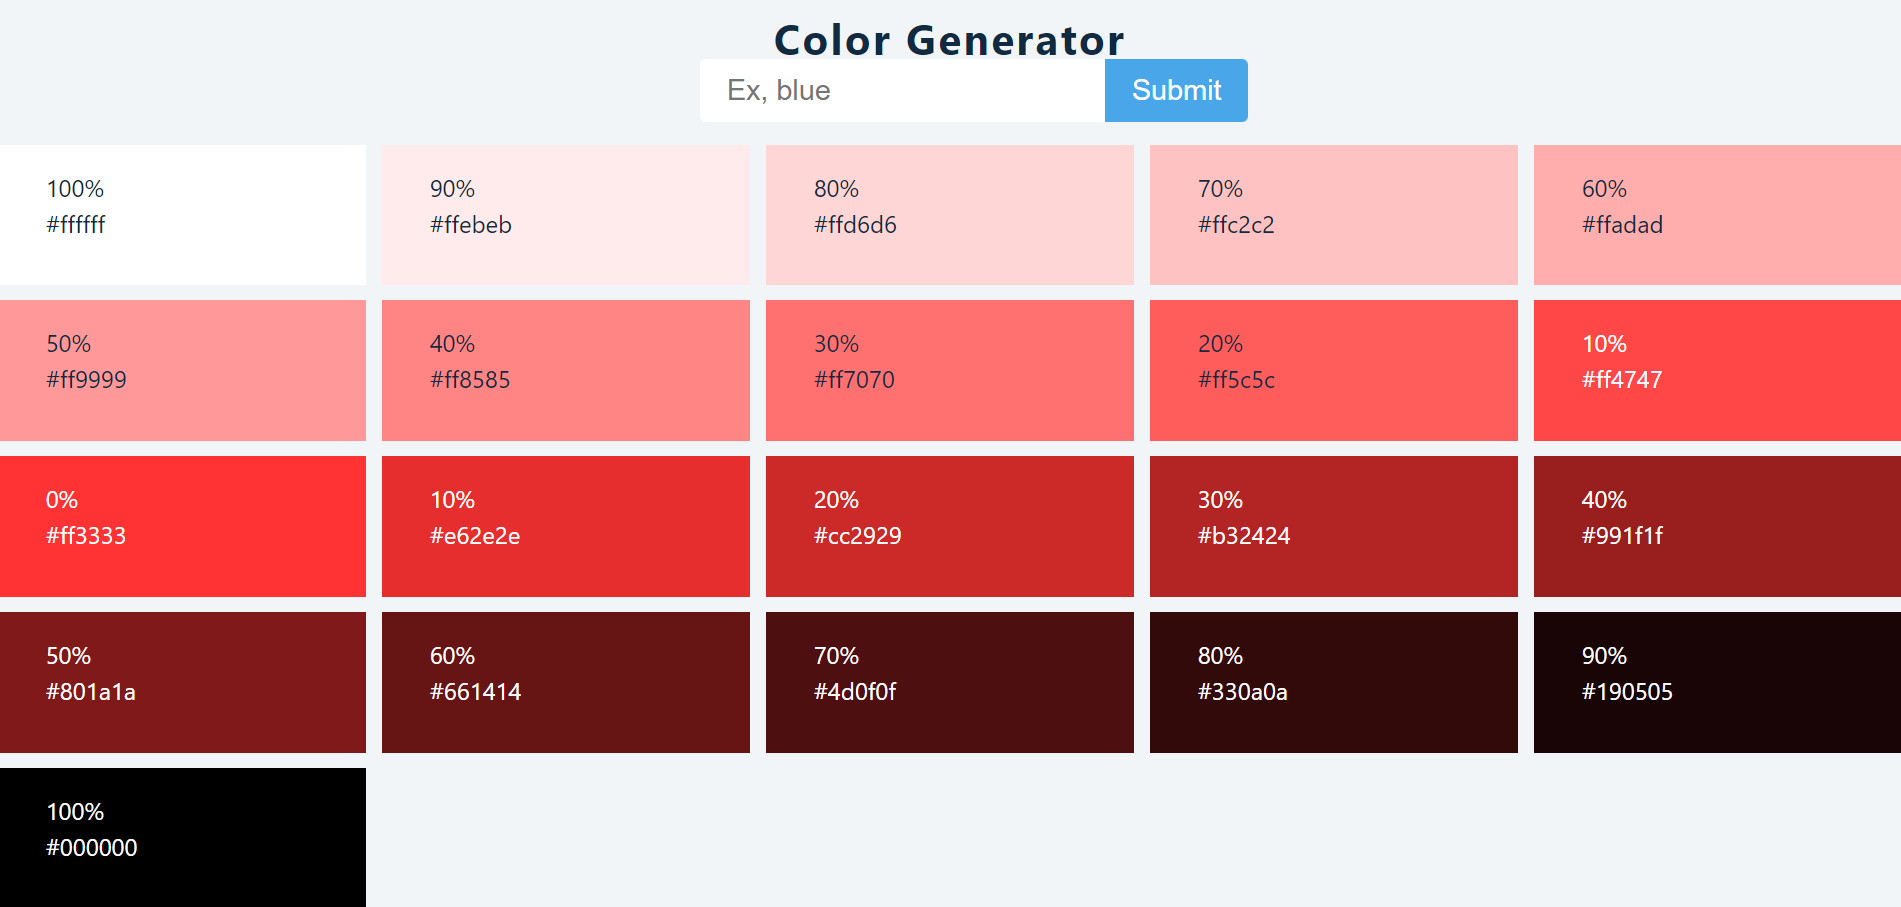 Color Generator
Ex, blue
Submit
100%
#ffffff
90%
#ffebeb
80%
#ffd6d6
70%
#ffc2c2
60%
#ffadad
50%
#ff9999
40%
#ff8585
30%
#ff7070
20%
#ff5c5c
10%
#ff4747
0%
#ff3333
10%
#e62e2e
20%
#cc2929
30%
#b32424
40%
#991f1f
50%
#801a1a
60%
#661414
70%
#4d0f0f
80%
#330a0a
90%
#190505
100%
#000000